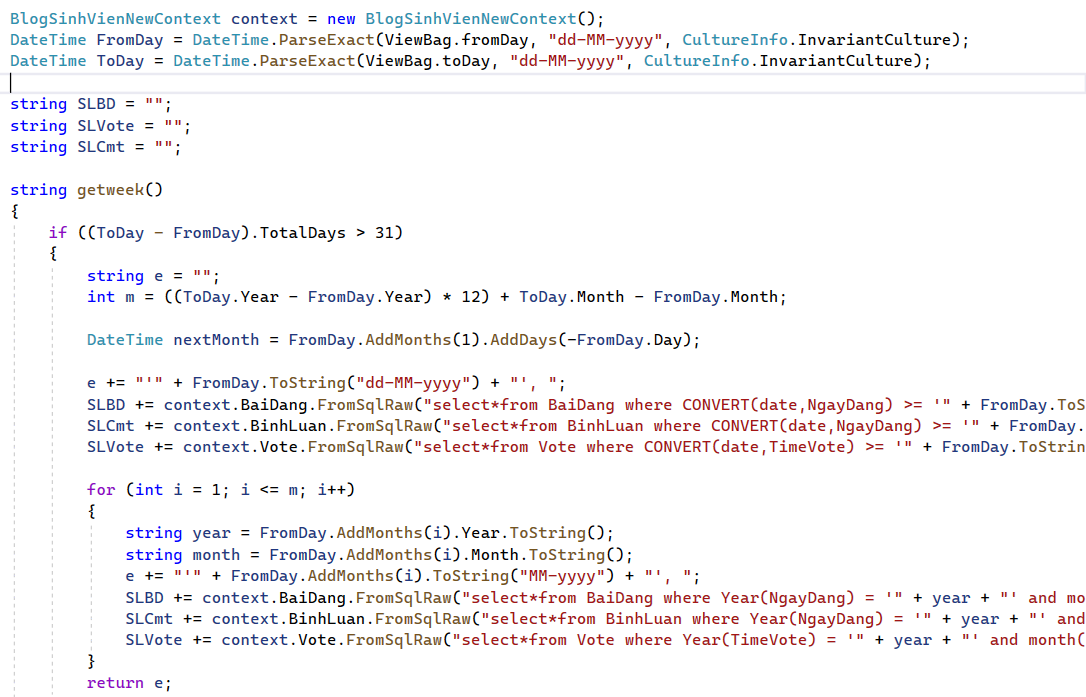 BlogSinhVienNewContext context = new BlogSinhVienNewContext();
DateTime FromDay = DateTime.ParseExact(ViewBag.fromDay, "dd-MM-yyyy", CultureInfo.InvariantCulture);
DateTime ToDay = DateTime.ParseExact(ViewBag.toDay, "dd-MM-yyyy", CultureInfo.InvariantCulture);
string SLBD = "";
string SLVote = "";
string SLCmt = "";
string getweek()
{
if ((ToDay - FromDay).TotalDays > 31)
{
string e = "";
int m = ((ToDay.Year - FromDay.Year) * 12) + ToDay.Month - FromDay.Month;
DateTime nextMonth = FromDay.AddMonths(1).AddDays(-FromDay.Day);
e += "'" + FromDay.ToString("dd-MM-yyyy") + "', ";
SLBD += context.BaiDang.FromSqlRaw("select*from BaiDang where CONVERT(date,NgayDang) >= '" + FromDay.ToS
SLCmt += context.BinhLuan.FromSqlRaw("select*from BinhLuan where CONVERT(date,NgayDang) >= '" + FromDay.
SLVote += context.Vote.FromSqlRaw("select*from Vote where CONVERT(date,TimeVote) >= '" + FromDay.ToStrin
for (int i = 1; i <= m; i++)
{
string year = FromDay.AddMonths(i).Year.ToString();
string month = FromDay.AddMonths(i).Month.ToString();
e += "'" + FromDay.AddMonths(i).ToString("MM-yyyy") + "', ";
SLBD += context.BaiDang.FromSqlRaw("select*from BaiDang where Year(NgayDang) = '" + year + "' and mo
SLCmt += context.BinhLuan.FromSqlRaw("select*from BinhLuan where Year(NgayDang) = '" + year + "' and
SLVote += context.Vote.FromSqlRaw("select*from Vote where Year(TimeVote) = '" + year + "' and month(
}
return e;